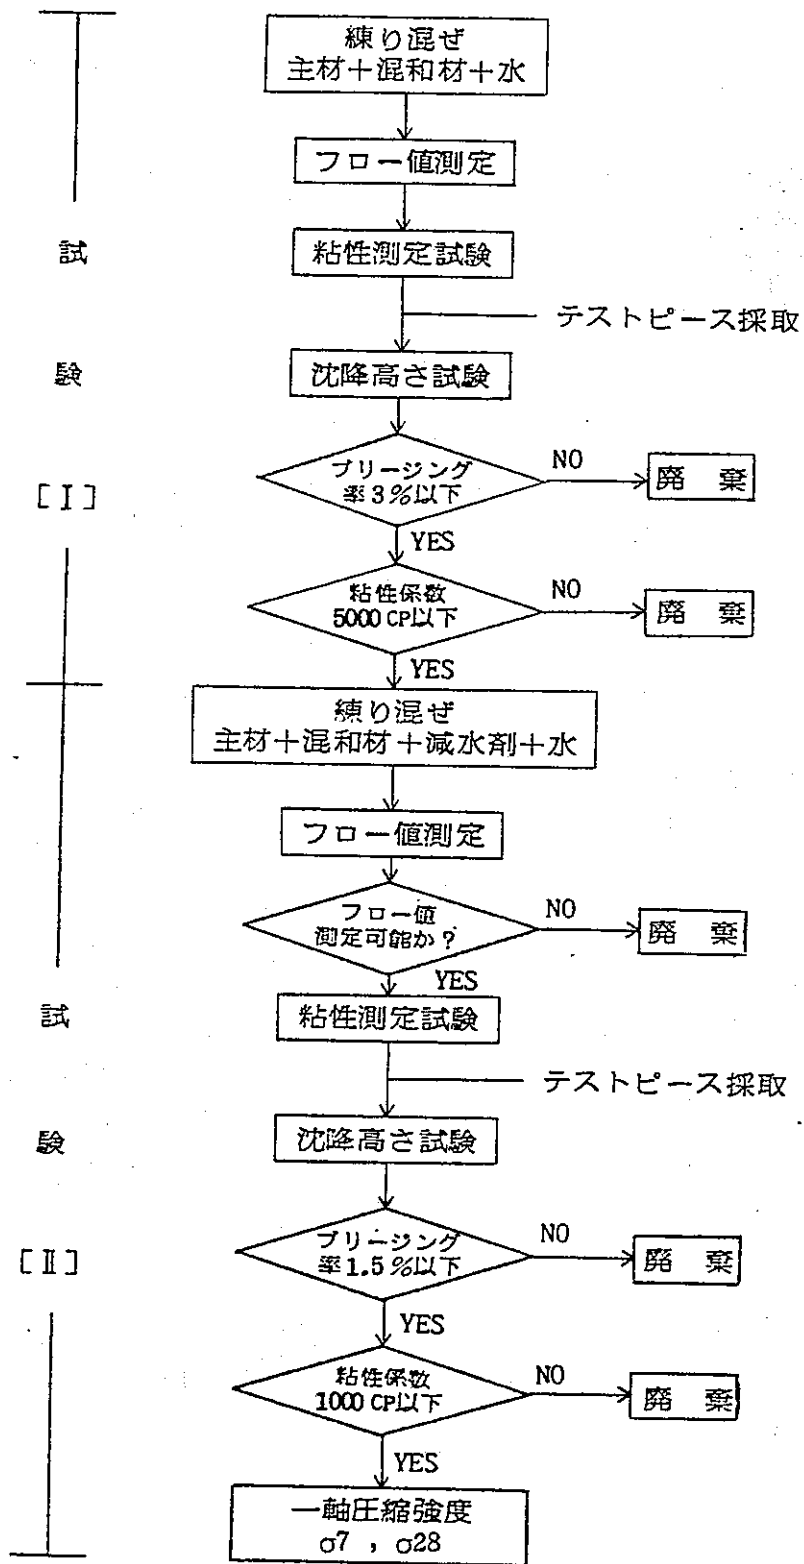 練り混ぜ
主材＋混和材＋水
フロー値測定
粘性測定試験
テストピース採取
沈降高さ試験
ブリージング
率3％以下
NO
廃 棄
YES
粘性係数
5000CP以下
NO
廃 棄
YES
試
験
[Ⅰ]
練り混ぜ
主材＋混和材＋減水剤＋水
フロー値測定
フロー値
測定可能か？
NO
廃 棄
YES
粘性測定試験
テストピース採取
沈降高さ試験
ブリージング
率1.5％以下
NO
廃 棄
YES
粘性係数
1000CP以下
NO
廃 棄
YES
一軸圧縮強度
σ7 , σ28
試
験
[Ⅱ]